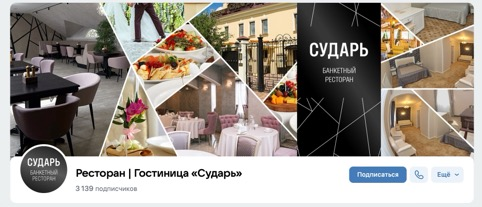 СУДАРЬ
БАНКЕТНЫЙ
РЕСТОРАН
СУДАРЬ
БАНКЕТНЫЙ
РЕСТОРАН
Ресторан | Гостиница «Сударь»
3 139 подписчиков
Подписаться
Ещё